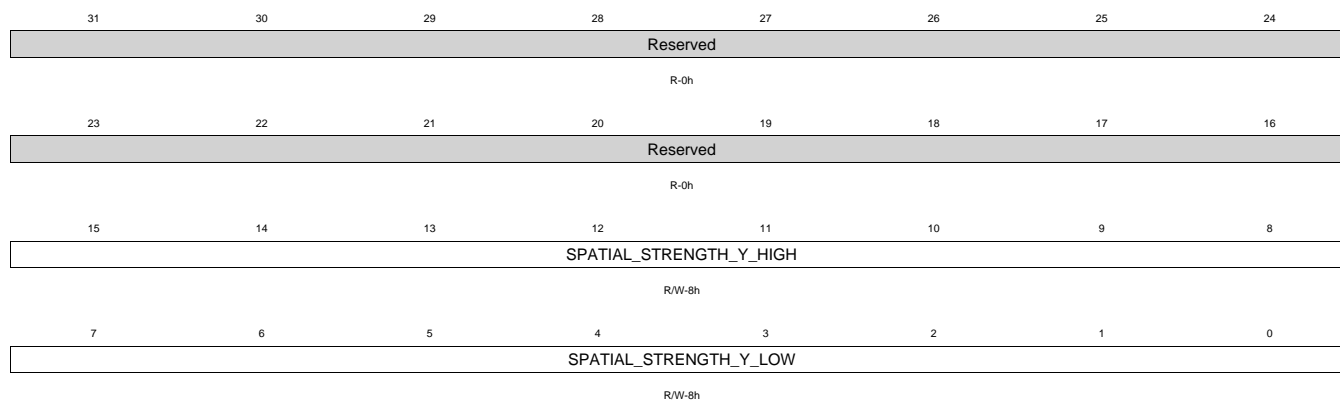 31 30 29 28 27 26 25 24
Reserved
R-0h
23 22 21 20 19 18 17 16
Reserved
R-0h
15 14 13 12 11 10 9 8
SPATIAL_STRENGTH_Y_HIGH
R/W-8h
7 6 5 4 3 2 1 0
SPATIAL_STRENGTH_Y_LOW
R/W-8h